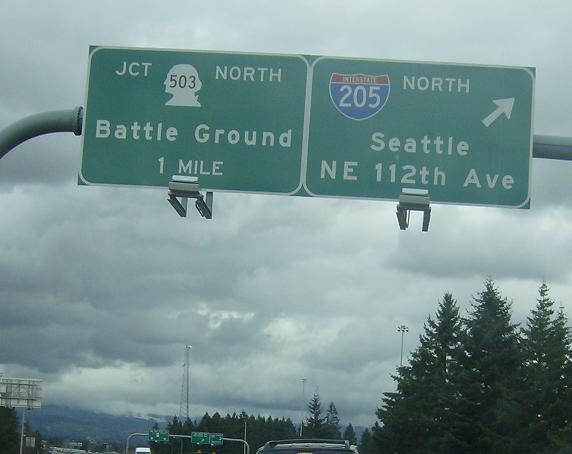 JCT 503 NORTH
Battle Ground
1 MILE
INTERSTATE
205 NORTH
Seattle
NE 112th Ave